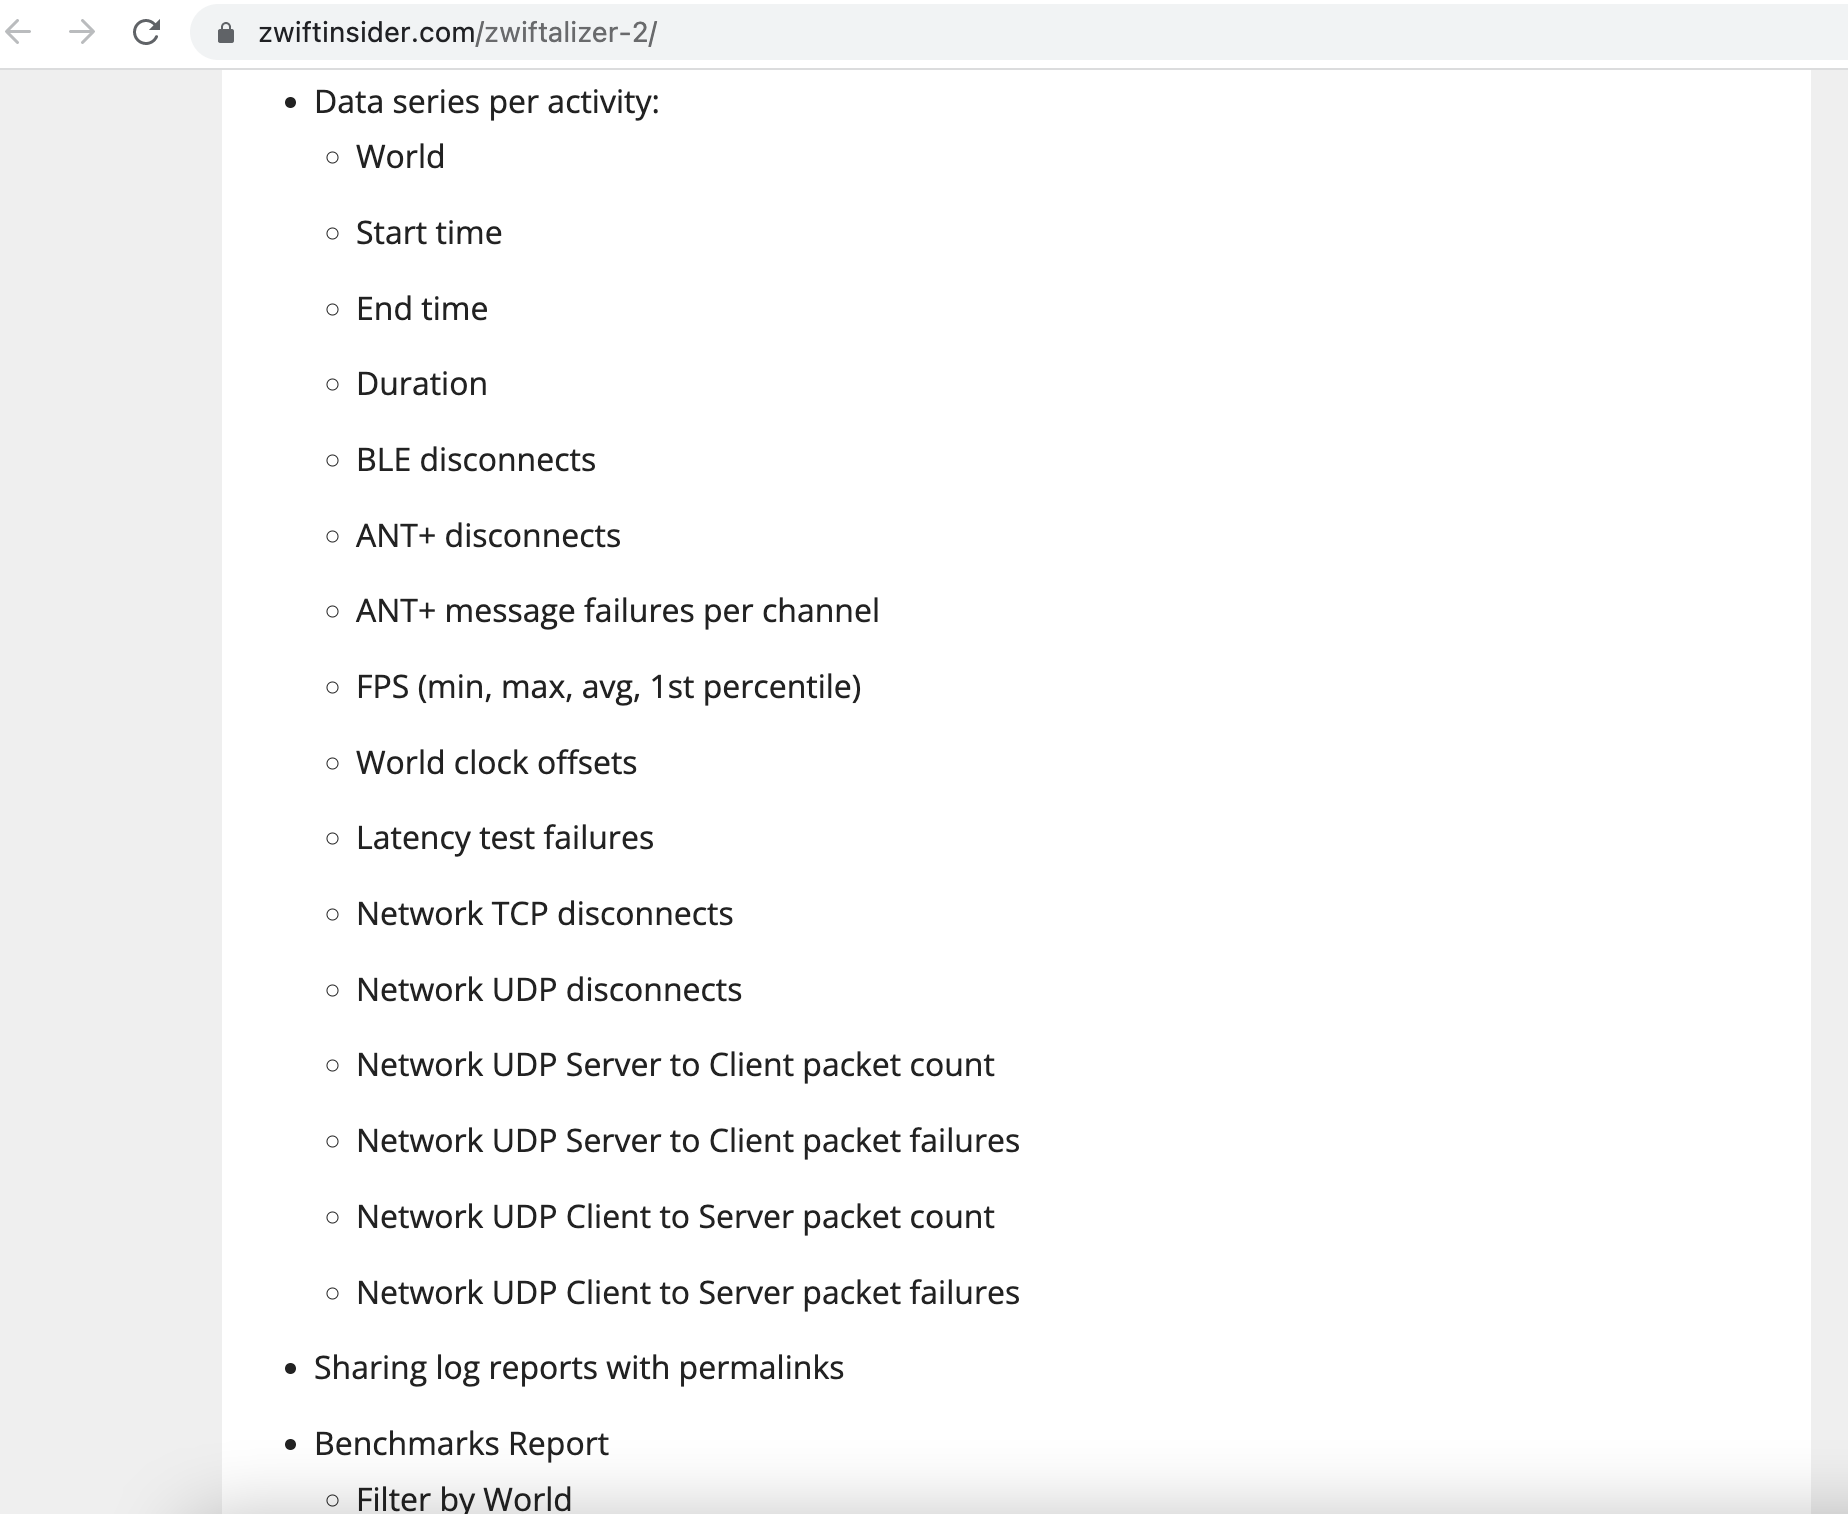 zwiftinsider.com/zwiftalizer-2/
Data series per activity:
World
Start time
End time
Duration
BLE disconnects
ANT+ disconnects
ANT+ message failures per channel
FPS (min, max, avg, 1st percentile)
World clock offsets
Latency test failures
Network TCP disconnects
Network UDP disconnects
Network UDP Server to Client packet count
Network UDP Server to Client packet failures
Network UDP Client to Server packet count
Network UDP Client to Server packet failures
Sharing log reports with permalinks
Benchmarks Report
Filter by World